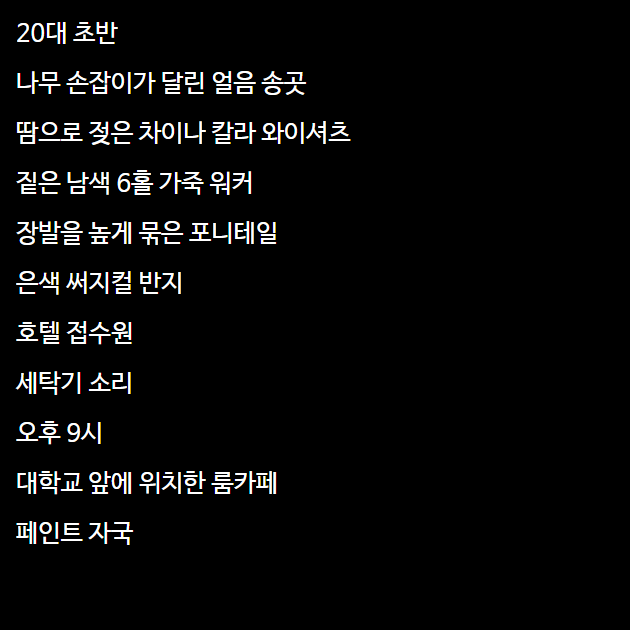 20대 초반
나무 손잡이가 달린 얼음 송곳
땀으로 젖은 차이나 칼라 와이셔츠
짙은 남색 6홀 가죽 워커
장발을 높게 묶은 포니테일
은색 써지컬 반지
호텔 접수원
세탁기 소리
오후 9시
대학교 앞에 위치한 룸카페
페인트 자국